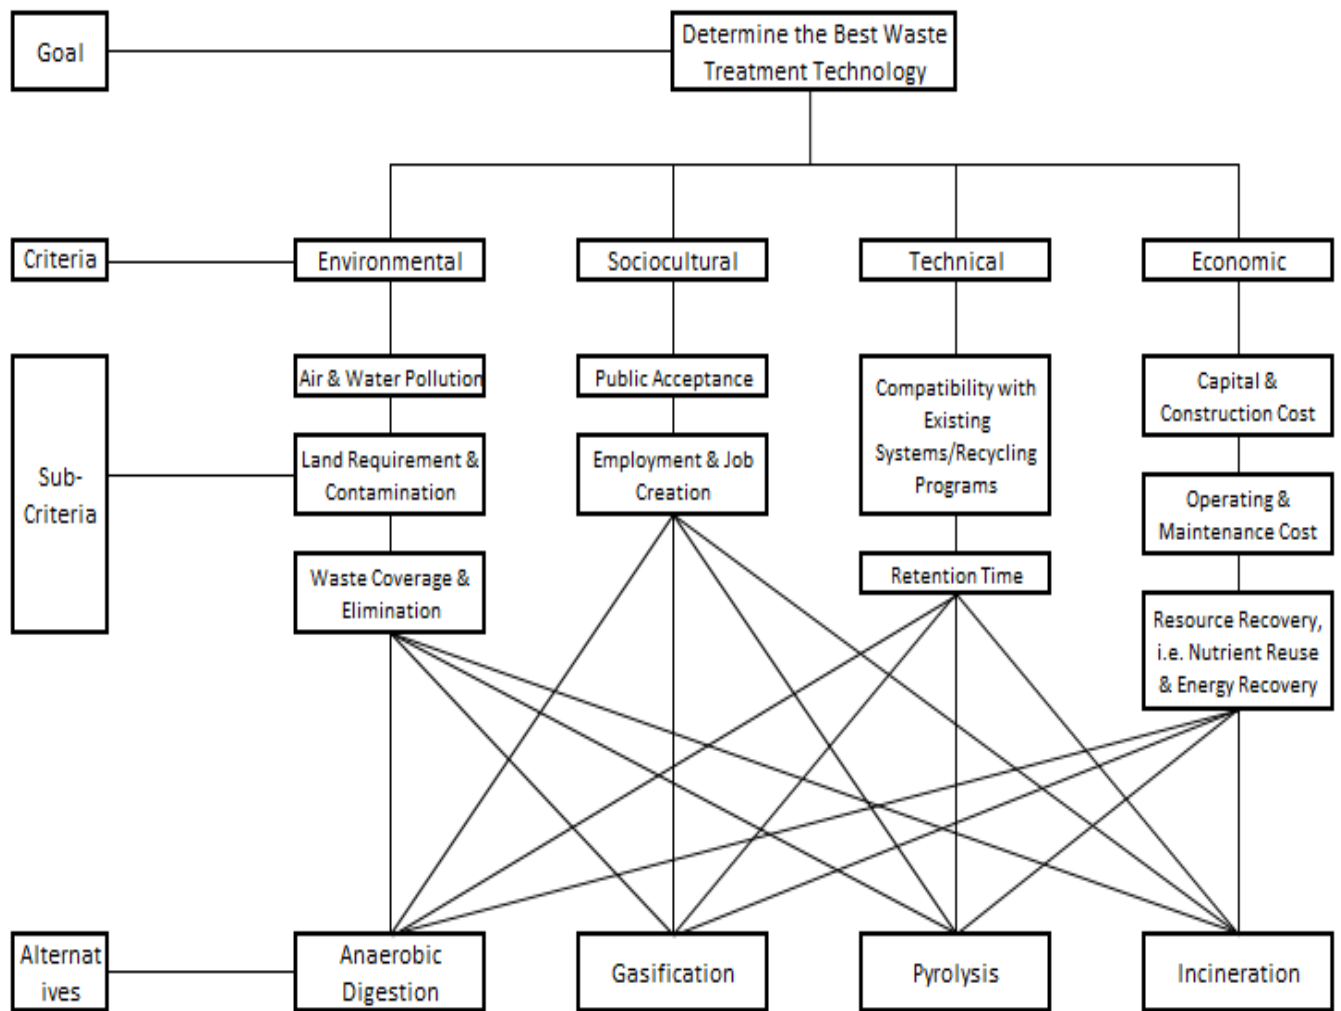 Goal
Determine the Best Waste
Treatment Technology
Criteria
Environmental
Sociocultural
Technical
Economic
Sub-
Criteria
Air & Water Pollution
Land Requirement &
Contamination
Waste Coverage &
Elimination
Public Acceptance
Employment & Job
Creation
Compatibility with
Existing
Systems/Recycling
Programs
Retention Time
Capital &
Construction Cost
Operating &
Maintenance Cost
Resource Recovery,
i.e. Nutrient Reuse
& Energy Recovery
Alternat
ives
Anaerobic
Digestion
Gasification
Pyrolysis
Incineration